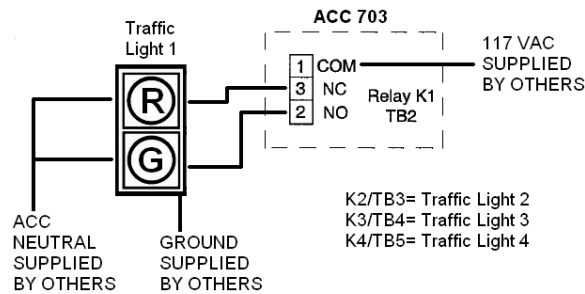 ACC 703
Traffic
Light 1
117 VAC
SUPPLIED
BY OTHERS
1 COM
3 NC
2 NO
Relay K1
TB2
R
G
K2/TB3= Traffic Light 2
K3/TB4= Traffic Light 3
K4/TB5= Traffic Light 4
ACC
NEUTRAL
SUPPLIED
BY OTHERS
GROUND
SUPPLIED
BY OTHERS